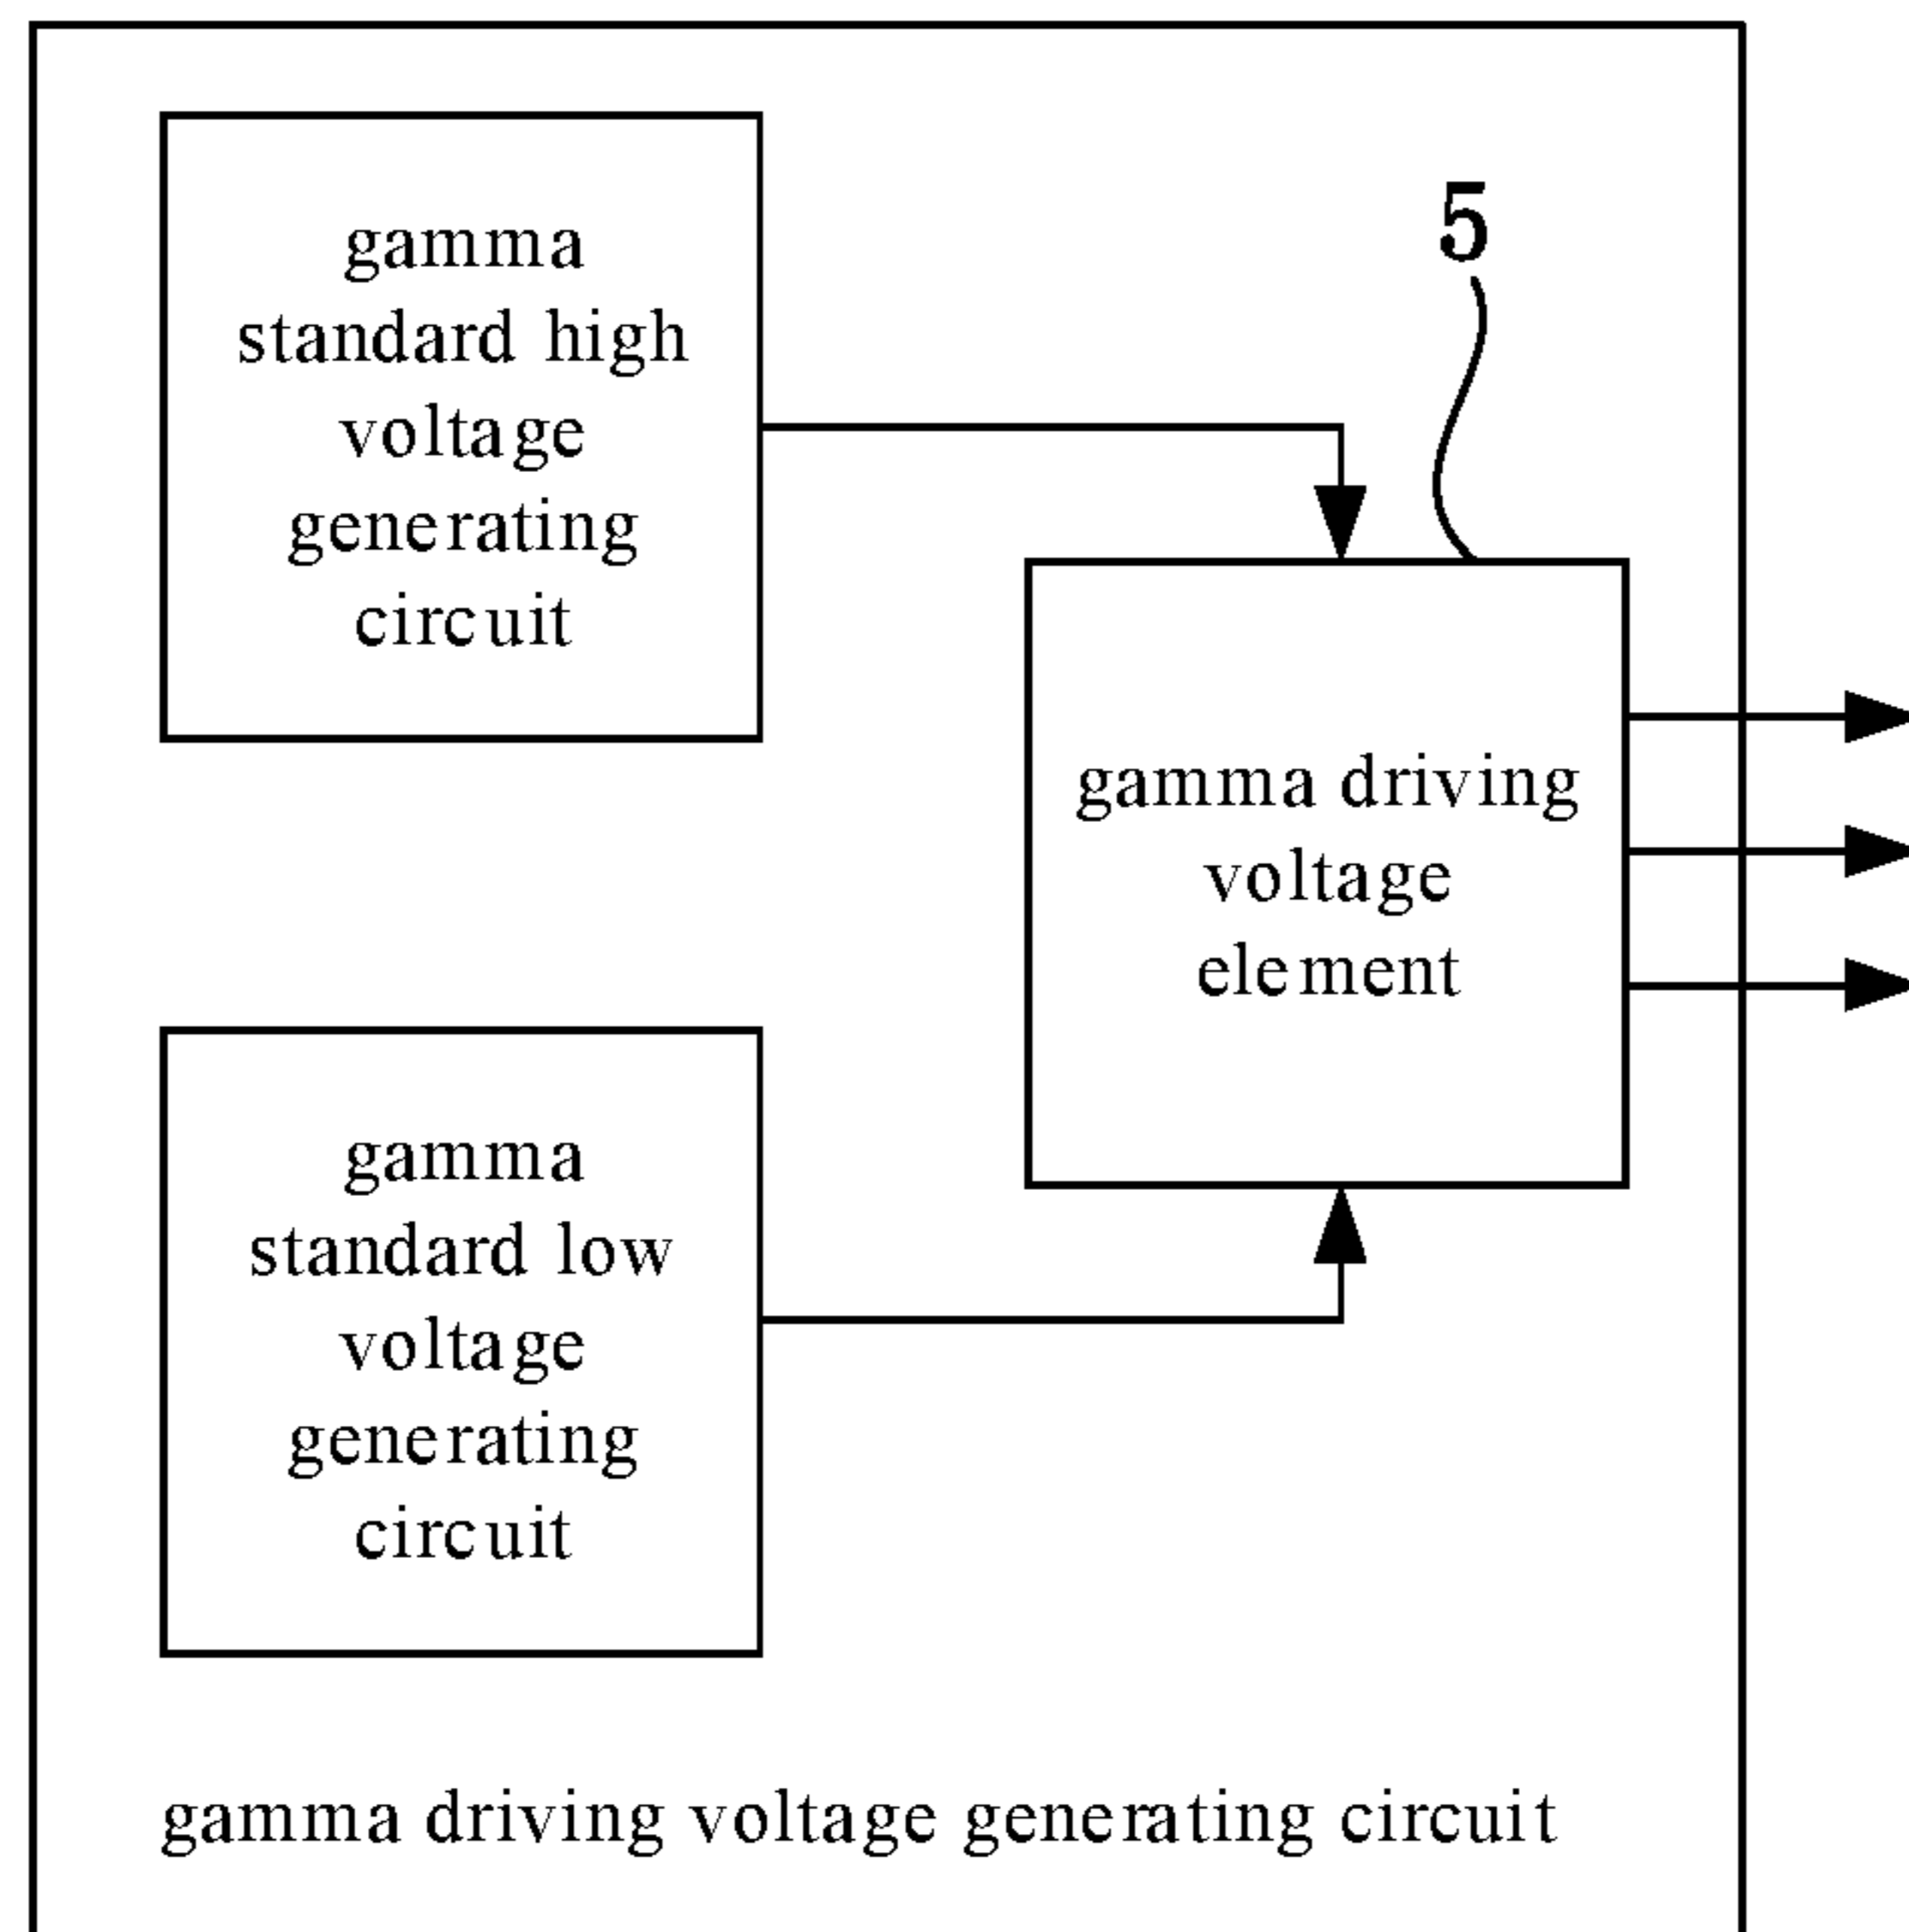 gamma
standard high
voltage
generating
circuit
5
gamma driving
voltage
element
gamma
standard low
voltage
generating
circuit
gamma driving voltage generating circuit